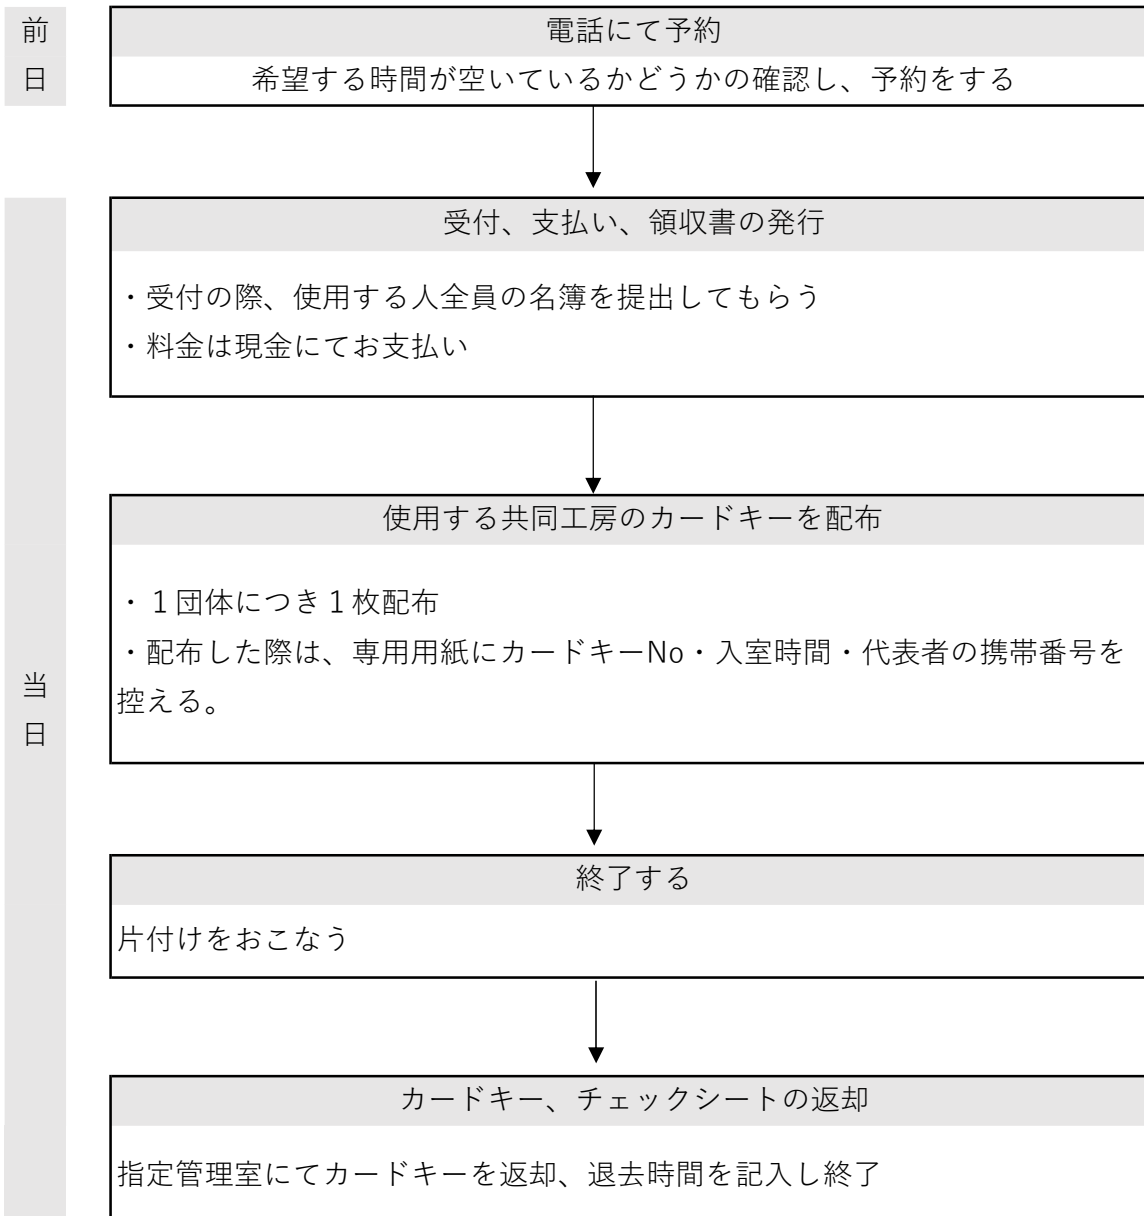 前日
電話にて予約
希望する時間が空いているかどうかの確認し、予約をする
当日
受付、支払い、領収書の発行
・受付の際、使用する人全員の名簿を提出してもらう
・料金は現金にてお支払い
使用する共同工房のカードキーを配布
・１団体につき１枚配布
・配布した際は、専用用紙にカードキーNo・入室時間・代表者の携帯番号を
控える。
終了する
片付けをおこなう
カードキー、チェックシートの返却
指定管理室にてカードキーを返却、退去時間を記入し終了